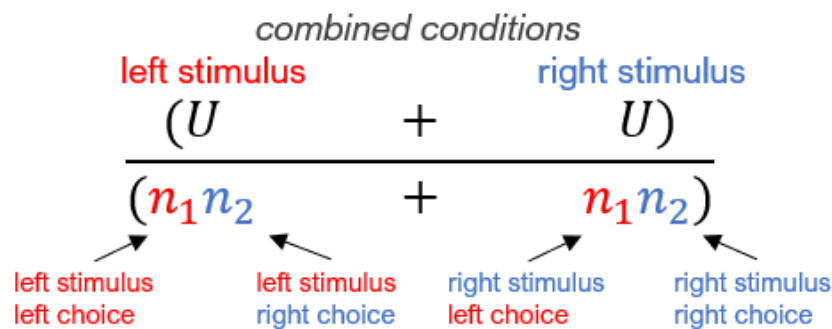 combined conditions
left stimulus right stimulus
(U + U)
(n₁n₂ + n₁n₂)
left stimulus left stimulus right stimulus right stimulus
left choice right choice left choice right choice